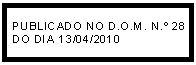 PUBLICADO NO D.O.M. N.º 28
DO DIA 13/04/2010